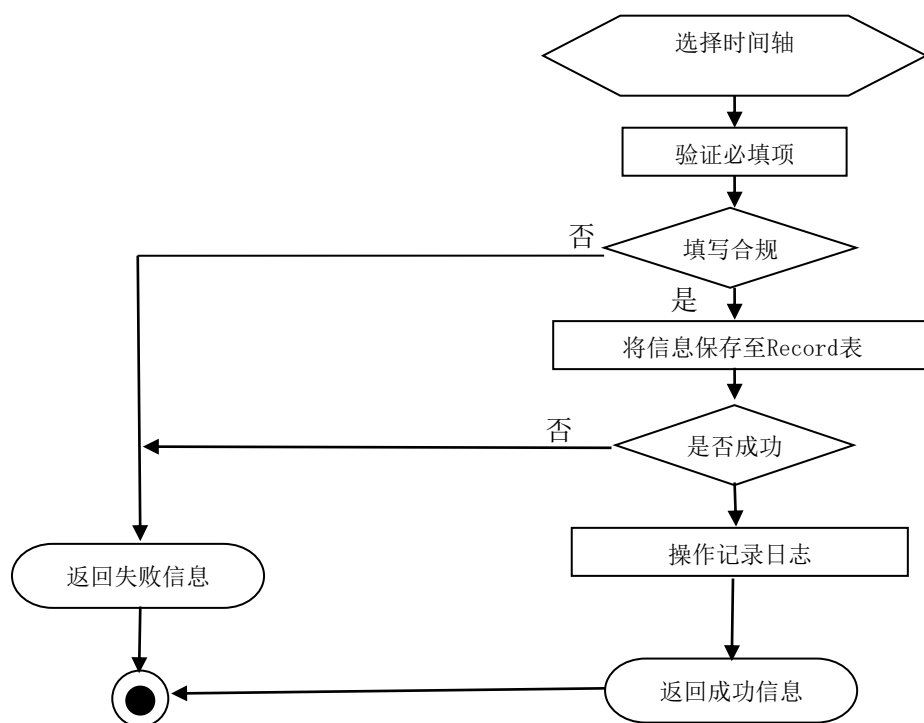 选择时间轴
验证必填项
否
填写合规
是
将信息保存至Record表
否
是否成功
操作记录日志
返回失败信息
返回成功信息